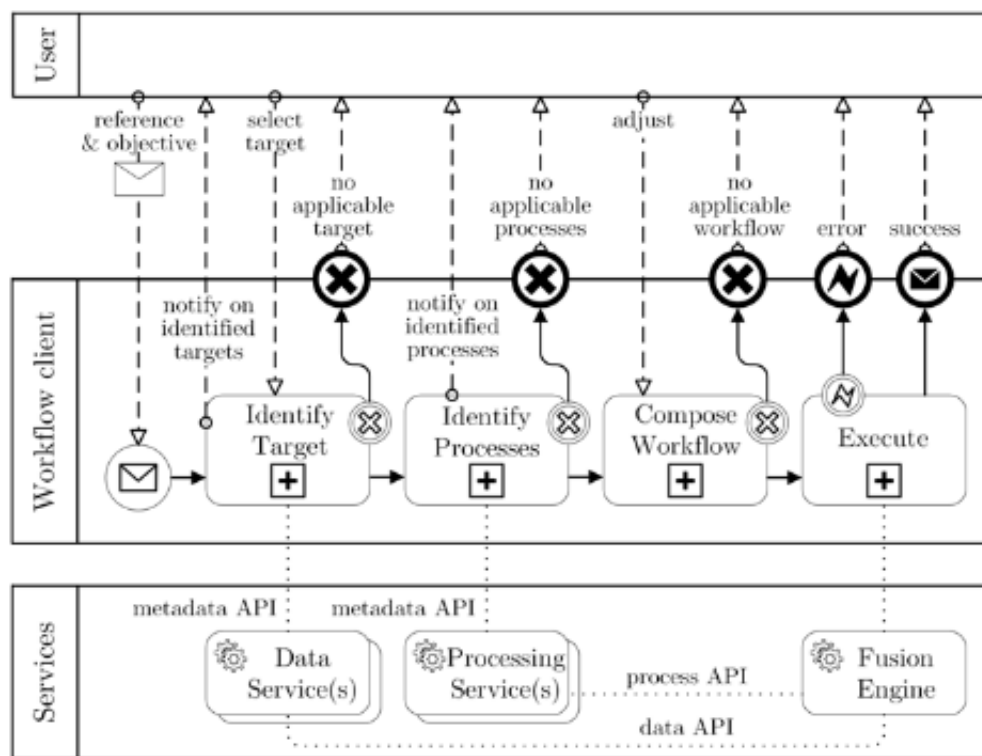 User
reference
& objective
select
target
adjust
no
applicable
target
no
applicable
processes
no
applicable
workflow
error
success
Workflow client
notify on
identified
targets
notify on
identified
processes
Identify
Target
Identify
Processes
Compose
Workflow
Execute
Services
metadata API
metadata API
Data
Service(s)
Processing
Service(s)
process API
Fusion
Engine
data API